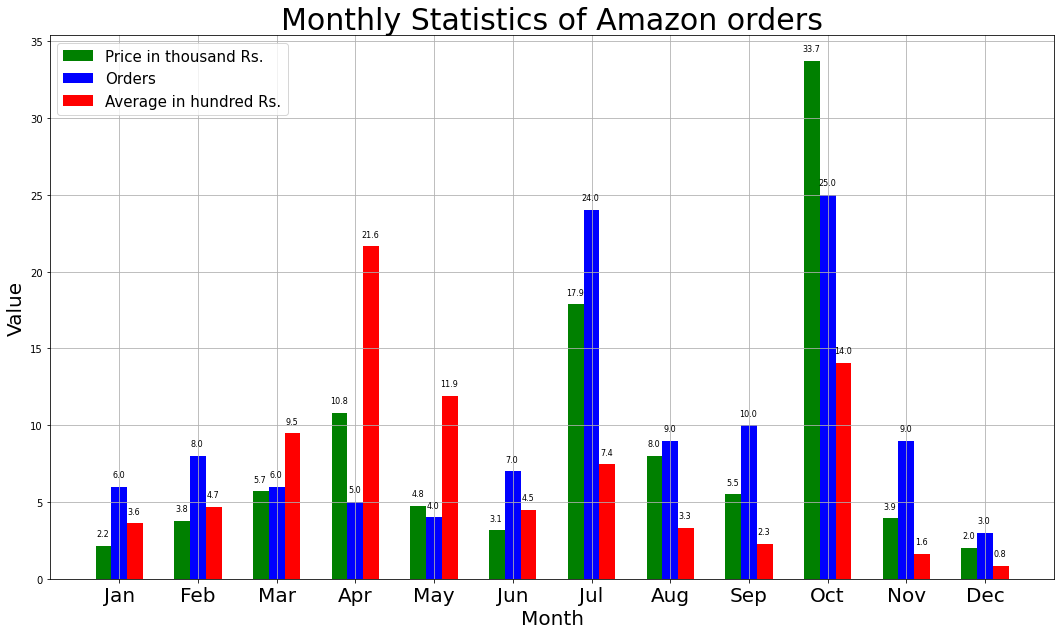 Monthly Statistics of Amazon orders
Price in thousand Rs.
Orders
Average in hundred Rs.
Value
35
30
25
20
15
10
5
0
2.2 6.0 3.6
3.8 8.0 4.7
5.7 6.0 9.5
10.8 5.0 21.6
4.8 4.0 11.9
3.1 7.0 4.5
17.9 24.0 7.4
8.0 9.0 3.3
5.5 10.0 2.3
33.7 25.0 14.0
3.9 9.0 1.6
2.0 3.0 0.8
Jan Feb Mar Apr May Jun Jul Aug Sep Oct Nov Dec
Month